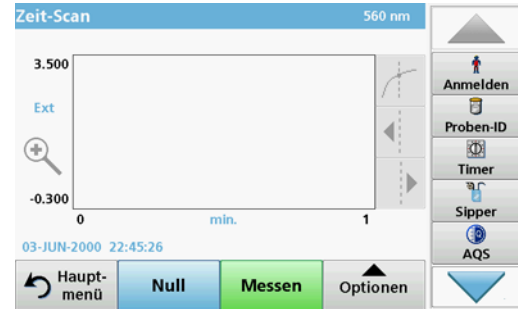 Zeit-Scan 560 nm
3.500
Ext
-0.300
0 min. 1
03-JUN-2000 22:45:26
Haupt-
menü
Null
Messen
Optionen
Anmelden
Proben-ID
Timer
Sipper
AQS